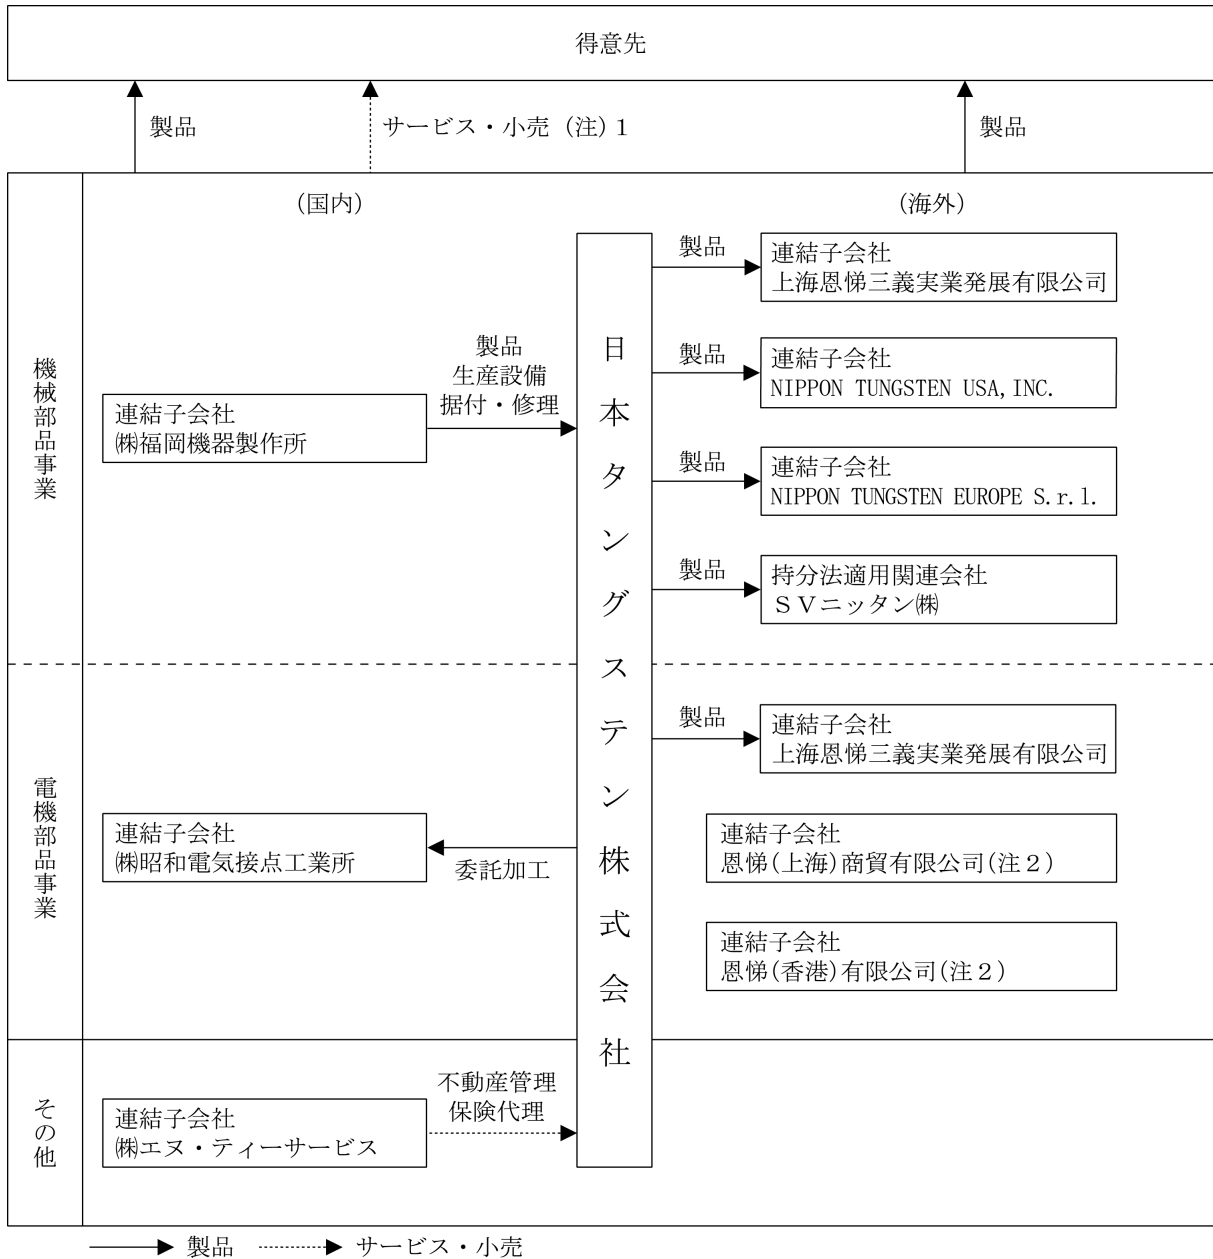 得意先
製品
サービス・小売 (注) 1
製品
(国内)
(海外)
機械部品事業
連結子会社
㈱福岡機器製作所
製品
生産設備
据付・修理
日本タングステン株式会社
製品
連結子会社
上海恩悌三義実業発展有限公司
製品
連結子会社
NIPPON TUNGSTEN USA,INC.
製品
連結子会社
NIPPON TUNGSTEN EUROPE S.r.l.
製品
持分法適用関連会社
ＳＶニッタン㈱
電機部品事業
連結子会社
㈱昭和電気接点工業所
委託加工
製品
連結子会社
上海恩悌三義実業発展有限公司
連結子会社
恩悌(上海)商貿有限公司(注２)
連結子会社
恩悌(香港)有限公司(注２)
その他
連結子会社
㈱エヌ・ティーサービス
不動産管理
保険代理
製品
サービス・小売